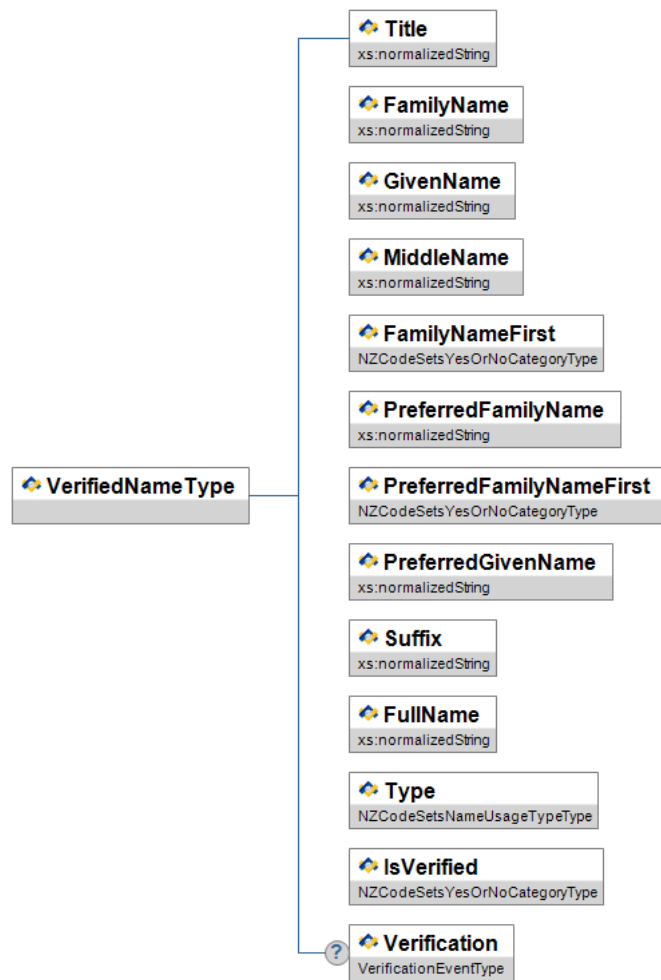 Title
xs:normalizedString
FamilyName
xs:normalizedString
GivenName
xs:normalizedString
MiddleName
xs:normalizedString
FamilyNameFirst
NZCodeSetsYesOrNoCategoryType
PreferredFamilyName
xs:normalizedString
VerifiedNameType
PreferredFamilyNameFirst
NZCodeSetsYesOrNoCategoryType
PreferredGivenName
xs:normalizedString
Suffix
xs:normalizedString
FullName
xs:normalizedString
Type
NZCodeSetsNameUsageTypeType
IsVerified
NZCodeSetsYesOrNoCategoryType
?
Verification
VerificationEventType